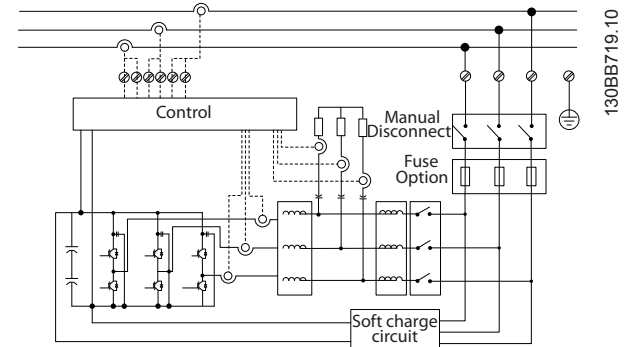 130BB719.10
Control
Manual
Disconnect
Fuse
Option
Soft charge
circuit